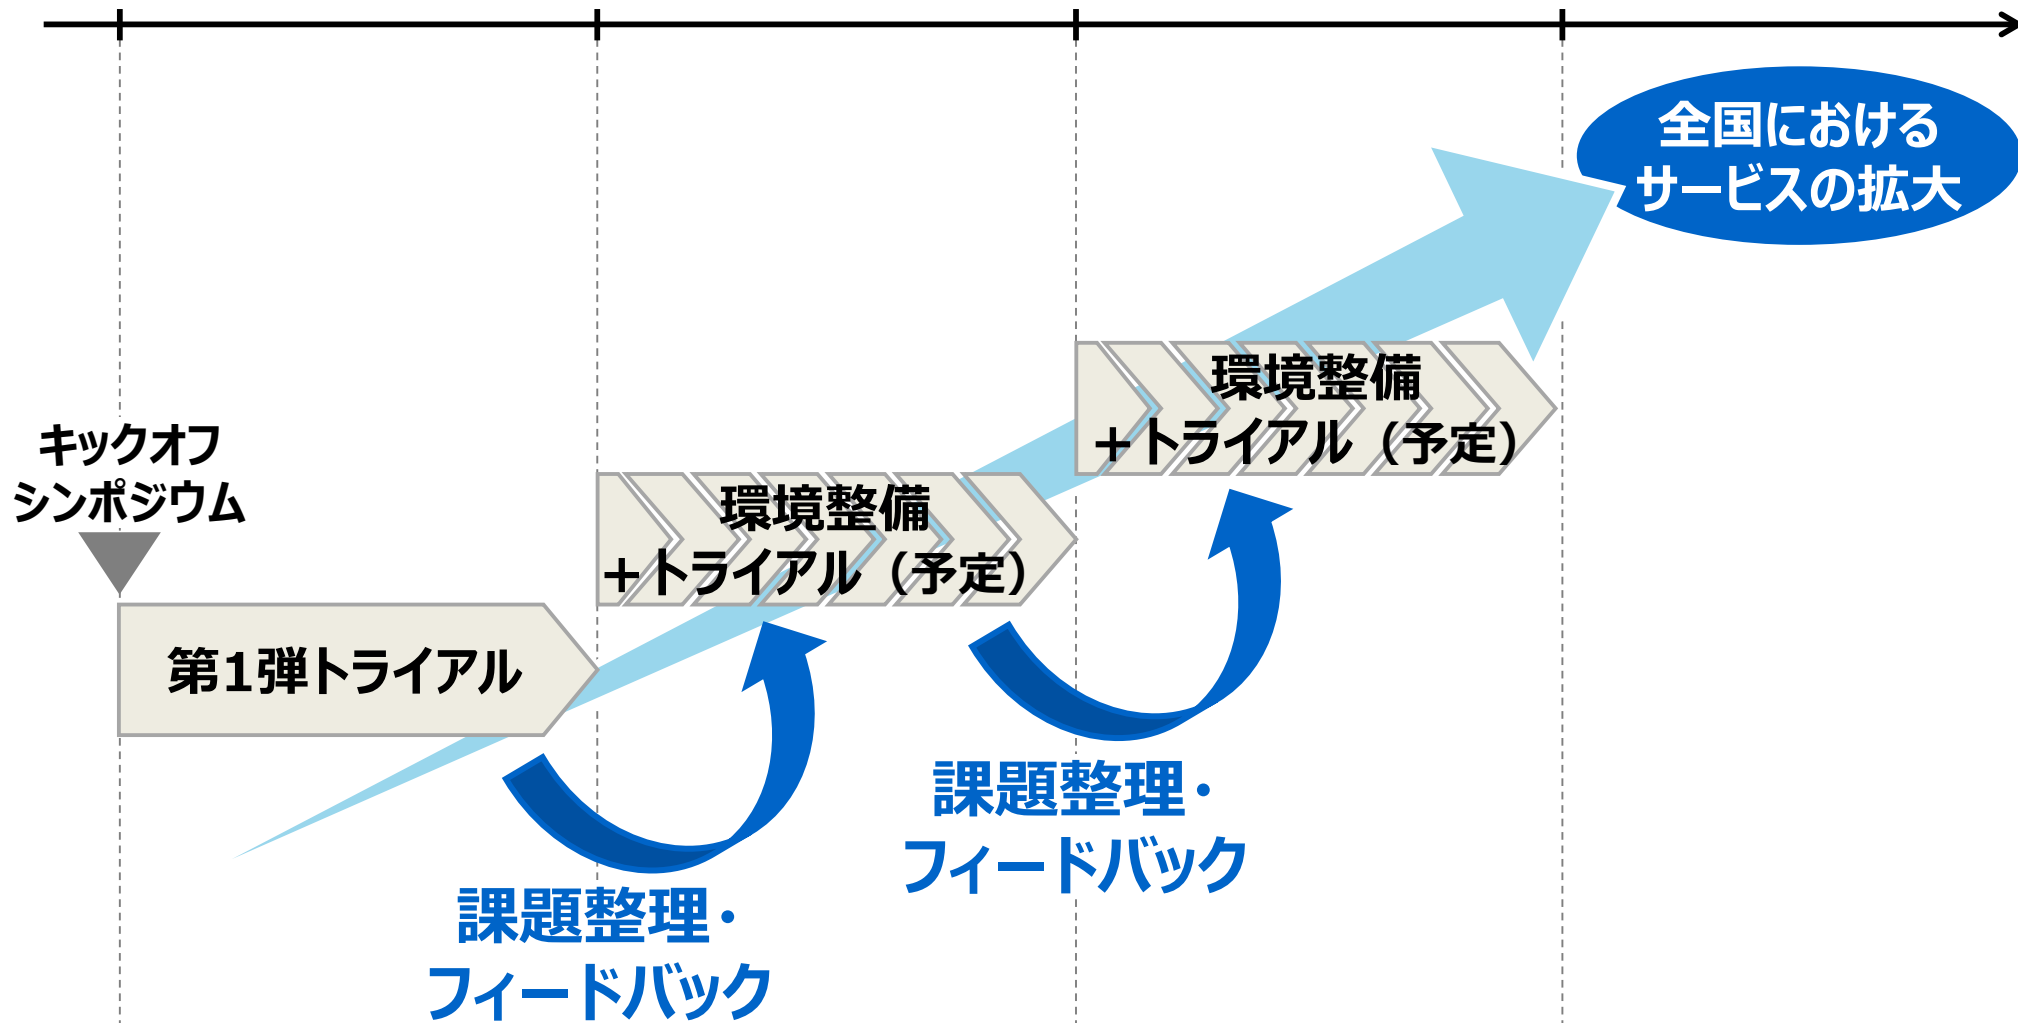 全国における
サービスの拡大
環境整備
+トライアル（予定）
キックオフ
シンポジウム
環境整備
+トライアル（予定）
第1弾トライアル
課題整理・
フィードバック
課題整理・
フィードバック